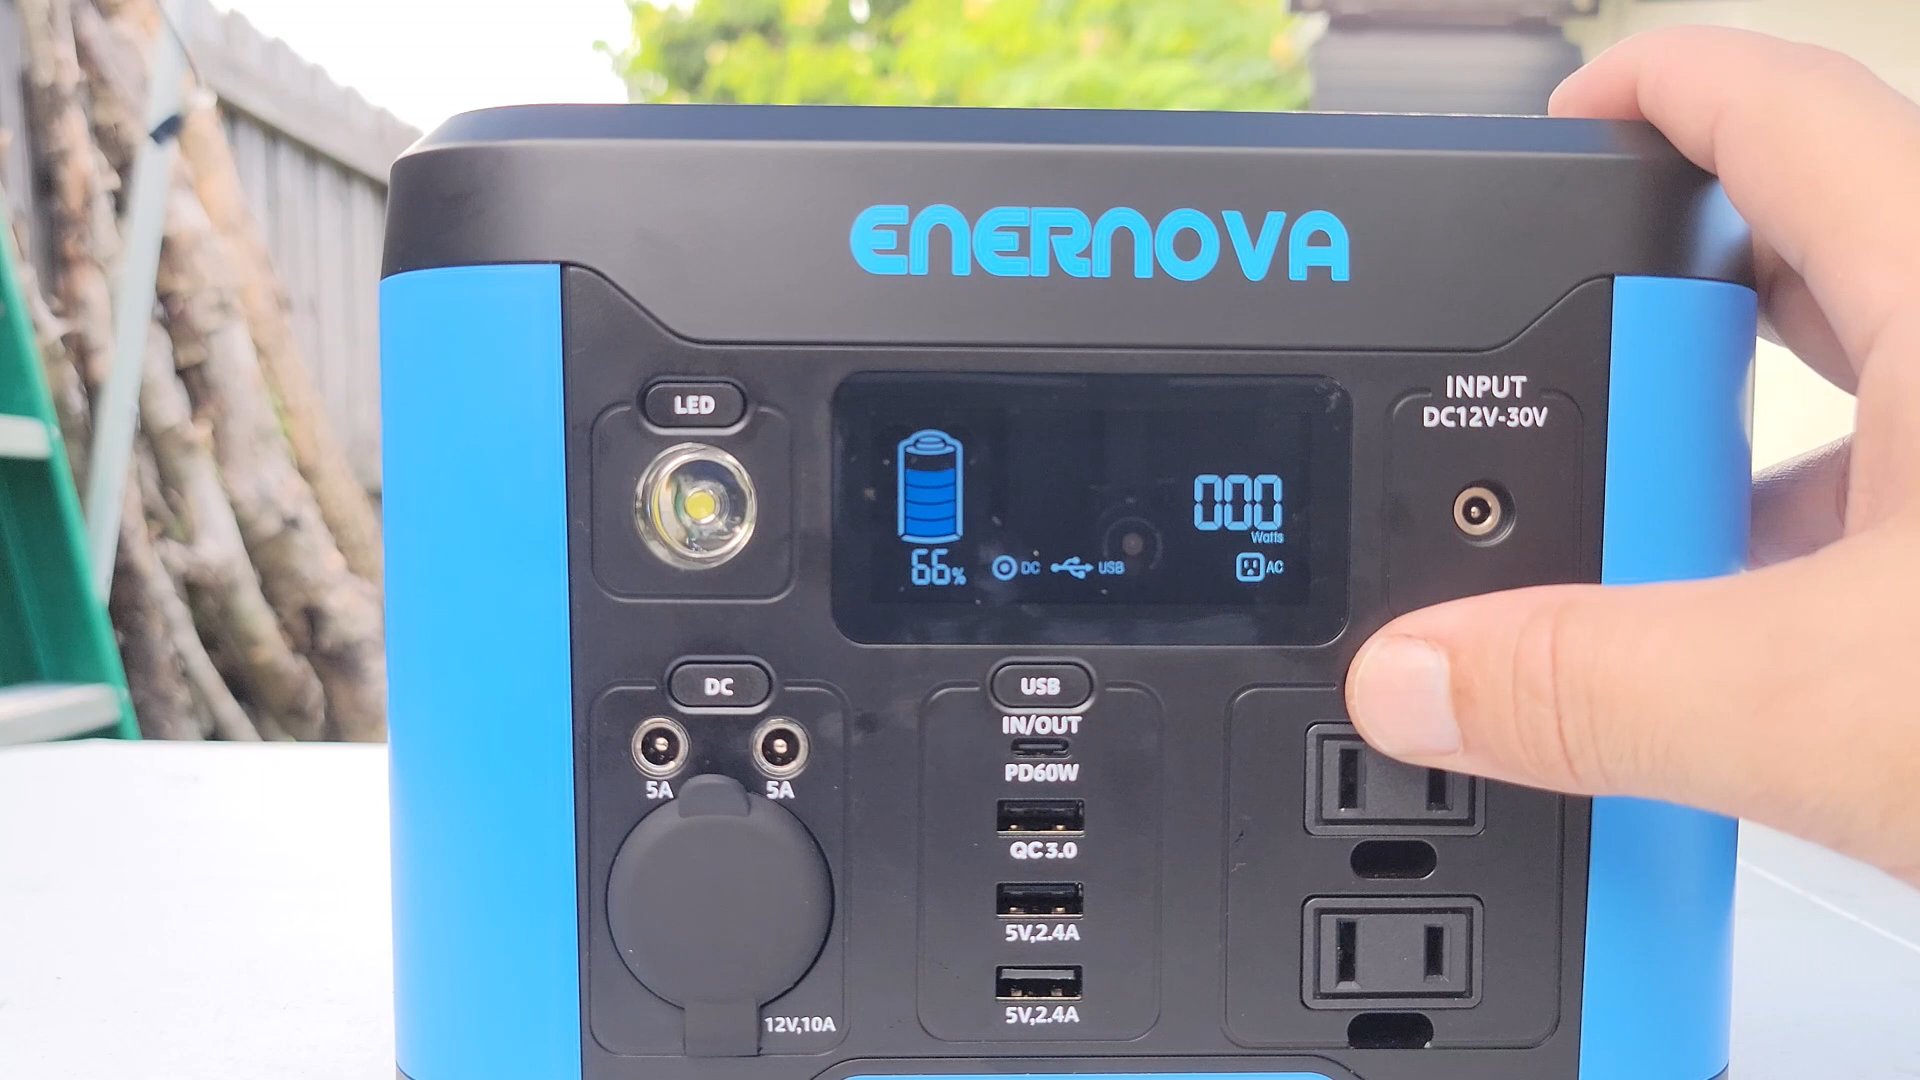 ENERNOVA
LED
INPUT
DC12V-30V
000
Watts
66%
DC
USB
AC
DC
5A
5A
12V,10A
USB
IN/OUT
PD60W
QC3.0
5V,2.4A
5V,2.4A